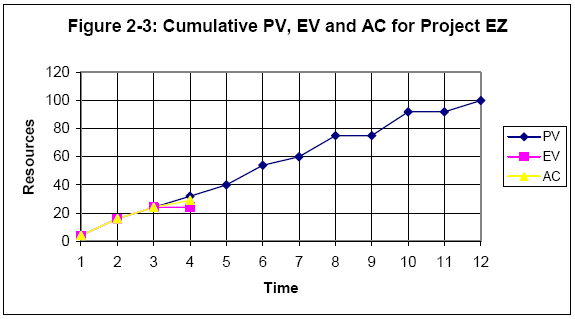 Figure 2-3: Cumulative PV, EV and AC for Project EZ
120
100
80
60
40
20
0
Resources
1 2 3 4 5 6 7 8 9 10 11 12
Time
PV
EV
AC